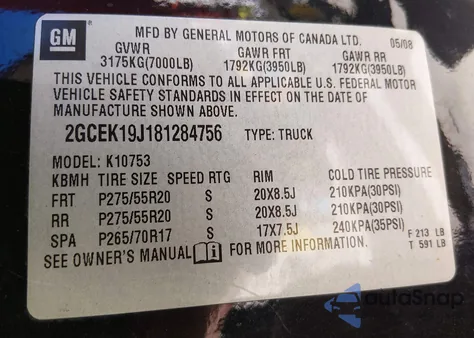 GM
MFD BY GENERAL MOTORS OF CANADA LTD. 05/08
GVWR GAWR FRT GAWR RR
3175KG(7000LB) 1792KG(3950LB) 1792KG(3950LB)
THIS VEHICLE CONFORMS TO ALL APPLICABLE U.S. FEDERAL MOTOR
VEHICLE SAFETY STANDARDS IN EFFECT ON THE DATE OF
MANUFACTURE SHOWN ABOVE.
2GCEK19J181284756 TYPE: TRUCK
MODEL: K10753
KBMH TIRE SIZE SPEED RTG RIM COLD TIRE PRESSURE
FRT P275/55R20 S 20X8.5J 210KPA(30PSI)
RR P275/55R20 S 20X8.5J 210KPA(30PSI)
SPA P265/70R17 S 17X7.5J 240KPA(35PSI)
F 213 LB
SEE OWNER'S MANUAL FOR MORE INFORMATION. T 591 LB
autoSnap